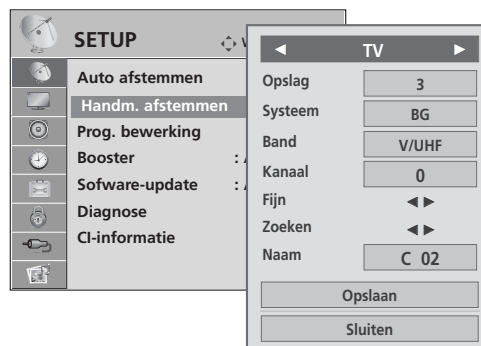 SETUP
Auto afstemmen
Handm. afstemmen
Prog. bewerking
Booster :
Sofware-update :
Diagnose
CI-informatie
TV
Opslag 3
Systeem BG
Band V/UHF
Kanaal 0
Fijn
Zoeken
Naam C 02
Opslaan
Sluiten